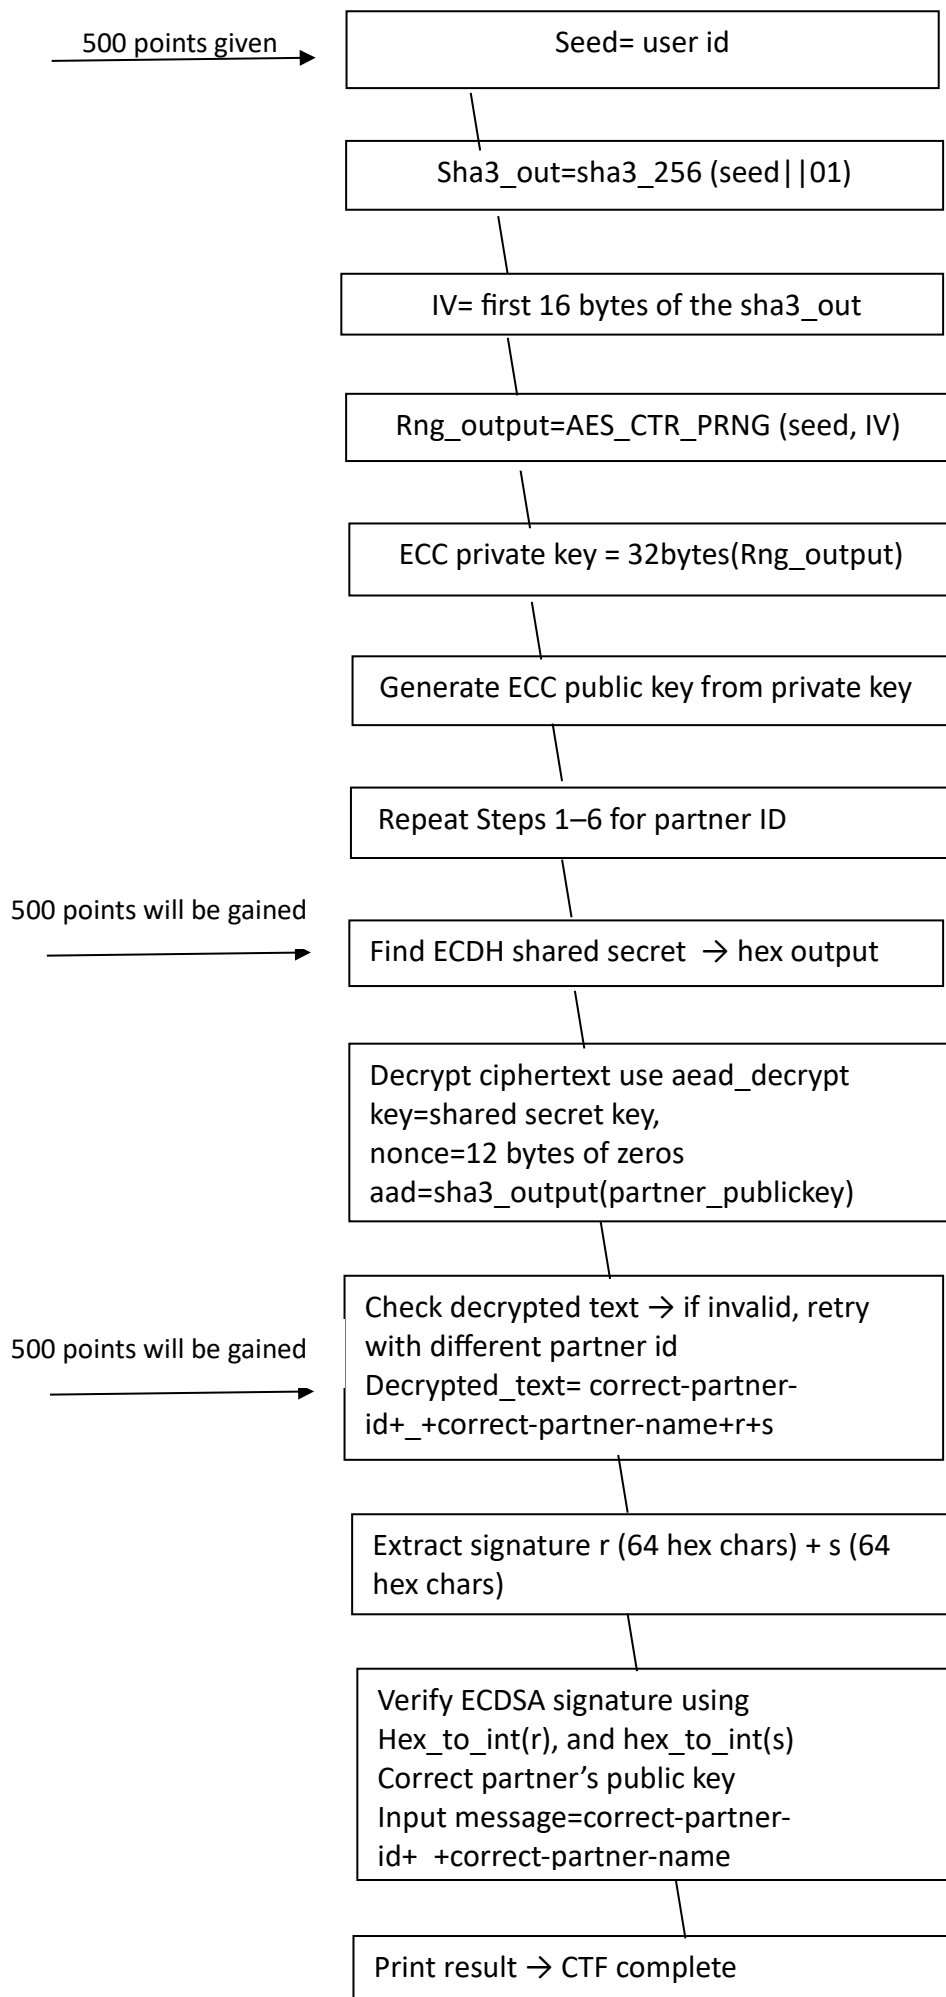 500 points given
Seed= user id
Sha3_out=sha3_256 (seed||01)
IV= first 16 bytes of the sha3_out
Rng_output=AES_CTR_PRNG (seed, IV)
ECC private key = 32bytes(Rng_output)
Generate ECC public key from private key
Repeat Steps 1–6 for partner ID
500 points will be gained
Find ECDH shared secret → hex output
Decrypt ciphertext use aead_decrypt
key=shared secret key,
nonce=12 bytes of zeros
aad=sha3_output(partner_publickey)
500 points will be gained
Check decrypted text → if invalid, retry
with different partner id
Decrypted_text= correct-partner-
id+_+correct-partner-name+r+s
Extract signature r (64 hex chars) + s (64
hex chars)
Verify ECDSA signature using
Hex_to_int(r), and hex_to_int(s)
Correct partner’s public key
Input message=correct-partner-
id+ +correct-partner-name
Print result → CTF complete